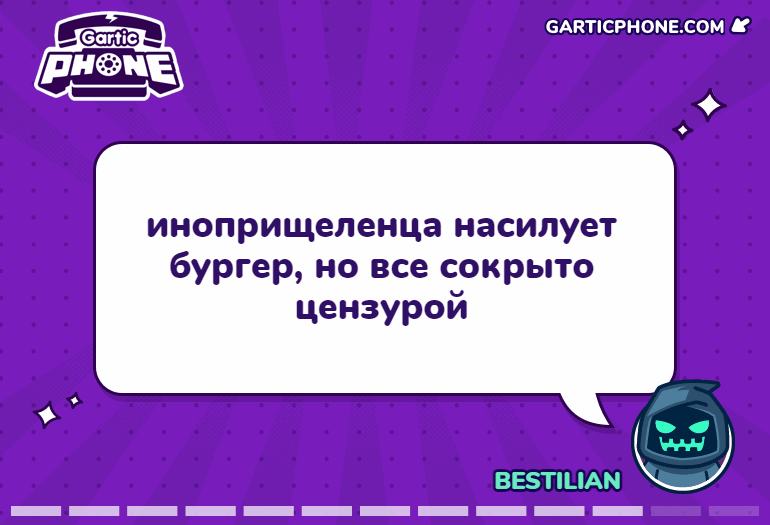 Gartic
PHONE
GARTICPHONE.COM
иноприщеленца насилует
бургер, но все сокрыто
цензурой
BESTILIAN